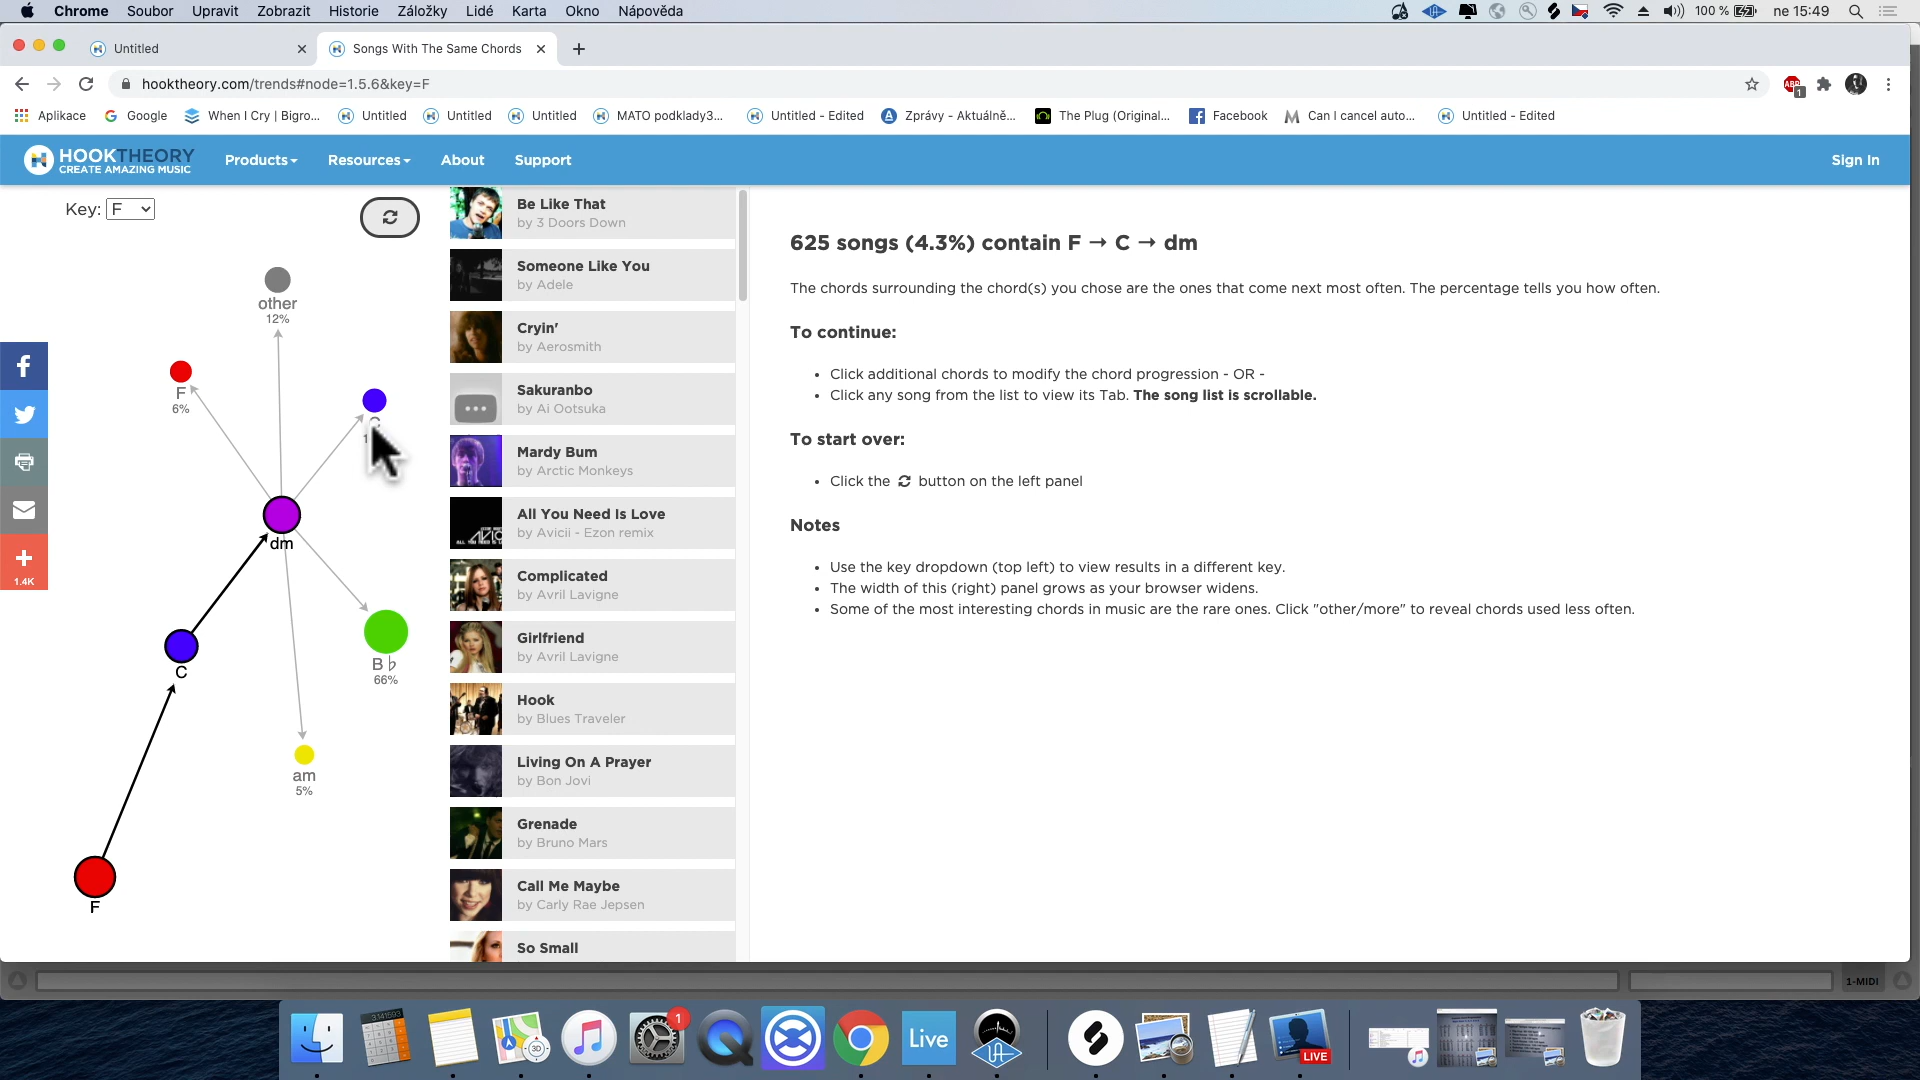 Chrome Soubor Upravit Zobrazit Historie Záložky Lidé Karta Okno Nápověda
100 % ne 15:49
Untitled
Songs With The Same Chords
hooktheory.com/trends#node=1.5.6&key=F
ABP
1
Aplikace
Google
When I Cry | Bigro...
Untitled
Untitled
Untitled
MATO podklady3...
Untitled - Edited
Zprávy - Aktuálně...
The Plug (Original...
Facebook
Can I cancel auto...
Untitled - Edited
HOOKTHEORY
CREATE AMAZING MUSIC
Products
Resources
About
Support
Sign In
Key: F
other
12%
F
6%
C
dm
C
B♭
66%
am
5%
F
1.4K
Be Like That
by 3 Doors Down
Someone Like You
by Adele
Cryin'
by Aerosmith
Sakuranbo
by Ai Ootsuka
Mardy Bum
by Arctic Monkeys
All You Need Is Love
by Avicii - Ezon remix
Complicated
by Avril Lavigne
Girlfriend
by Avril Lavigne
Hook
by Blues Traveler
Living On A Prayer
by Bon Jovi
Grenade
by Bruno Mars
Call Me Maybe
by Carly Rae Jepsen
So Small
625 songs (4.3%) contain F → C → dm
The chords surrounding the chord(s) you chose are the ones that come next most often. The percentage tells you how often.
To continue:
• Click additional chords to modify the chord progression - OR -
• Click any song from the list to view its Tab. The song list is scrollable.
To start over:
• Click the button on the left panel
Notes
• Use the key dropdown (top left) to view results in a different key.
• The width of this (right) panel grows as your browser widens.
• Some of the most interesting chords in music are the rare ones. Click "other/more" to reveal chords used less often.
1-MIDI
3.141593
3D
1
Live
LIVE